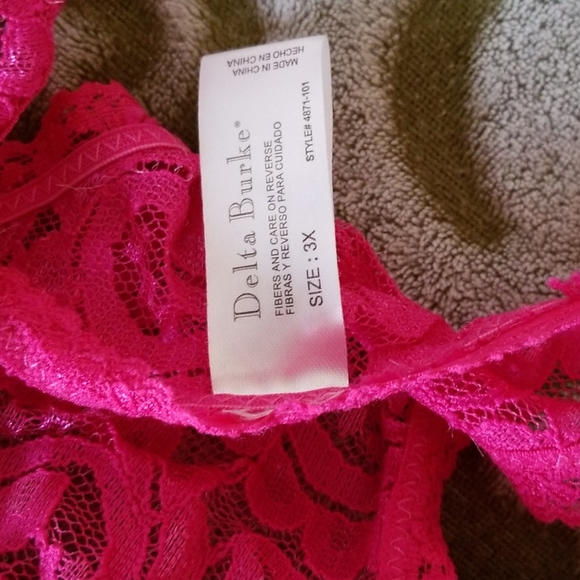 Delta Burke®
FIBERS AND CARE ON REVERSE
FIBRAS Y REVERSO PARA CUIDADO
SIZE : 3X
STYLE# 4871-101
MADE IN CHINA
HECHO EN CHINA